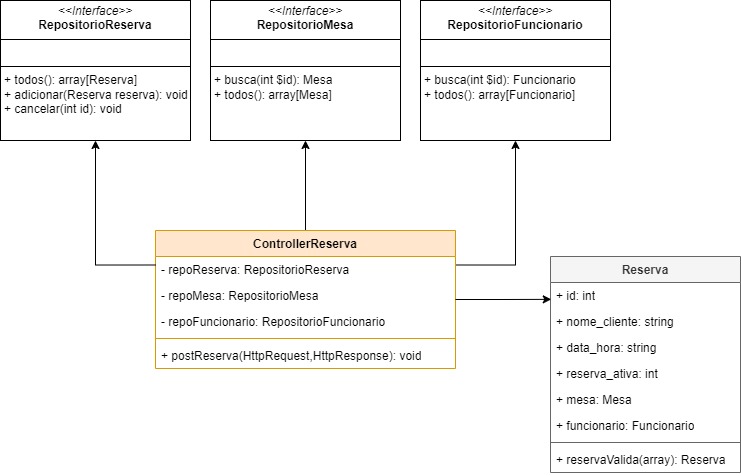 <<Interface>>
RepositorioReserva
+ todos(): array[Reserva]
+ adicionar(Reserva reserva): void
+ cancelar(int id): void
<<Interface>>
RepositorioMesa
+ busca(int $id): Mesa
+ todos(): array[Mesa]
<<Interface>>
RepositorioFuncionario
+ busca(int $id): Funcionario
+ todos(): array[Funcionario]
ControllerReserva
- repoReserva: RepositorioReserva
- repoMesa: RepositorioMesa
- repoFuncionario: RepositorioFuncionario
+ postReserva(HttpRequest,HttpResponse): void
Reserva
+ id: int
+ nome_cliente: string
+ data_hora: string
+ reserva_ativa: int
+ mesa: Mesa
+ funcionario: Funcionario
+ reservaValida(array): Reserva